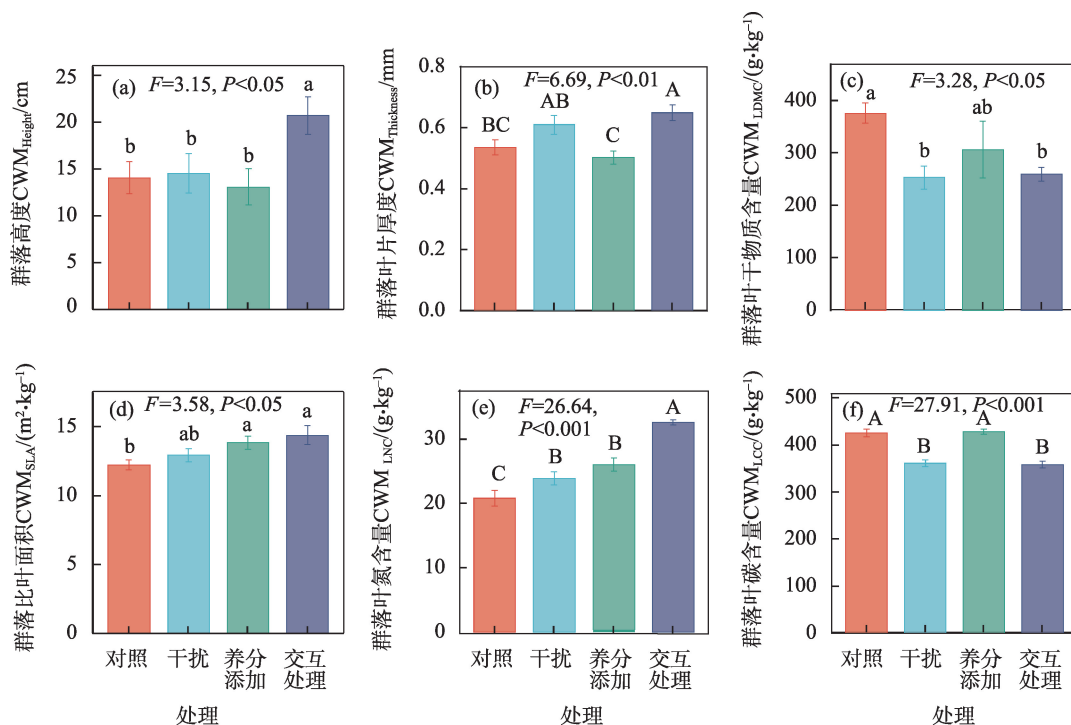 (a)
F=3.15, P<0.05
25
20
15
10
5
0
b
b
b
a
群落高度CWM_Height/cm
(b)
F=6.69, P<0.01
0.8
0.6
0.4
0.2
0.0
BC
AB
C
A
群落叶片厚度CWM_Thickness/mm
(c)
F=3.28, P<0.05
400
300
200
100
0
a
b
ab
b
群落叶干物质含量CWM_LDMC/(g·kg⁻¹)
(d)
F=3.58, P<0.05
15
10
5
0
b
ab
a
a
群落比叶面积CWM_SLA/(m²·kg⁻¹)
对照
干扰
养分
添加
交互
处理
处理
(e)
F=26.64,
P<0.001
30
20
10
0
C
B
B
A
群落叶氮含量CWM_LNC/(g·kg⁻¹)
对照
干扰
养分
添加
交互
处理
处理
(f)
F=27.91, P<0.001
500
400
300
200
100
0
A
B
A
B
群落叶碳含量CWM_LCC/(g·kg⁻¹)
对照
干扰
养分
添加
交互
处理
处理